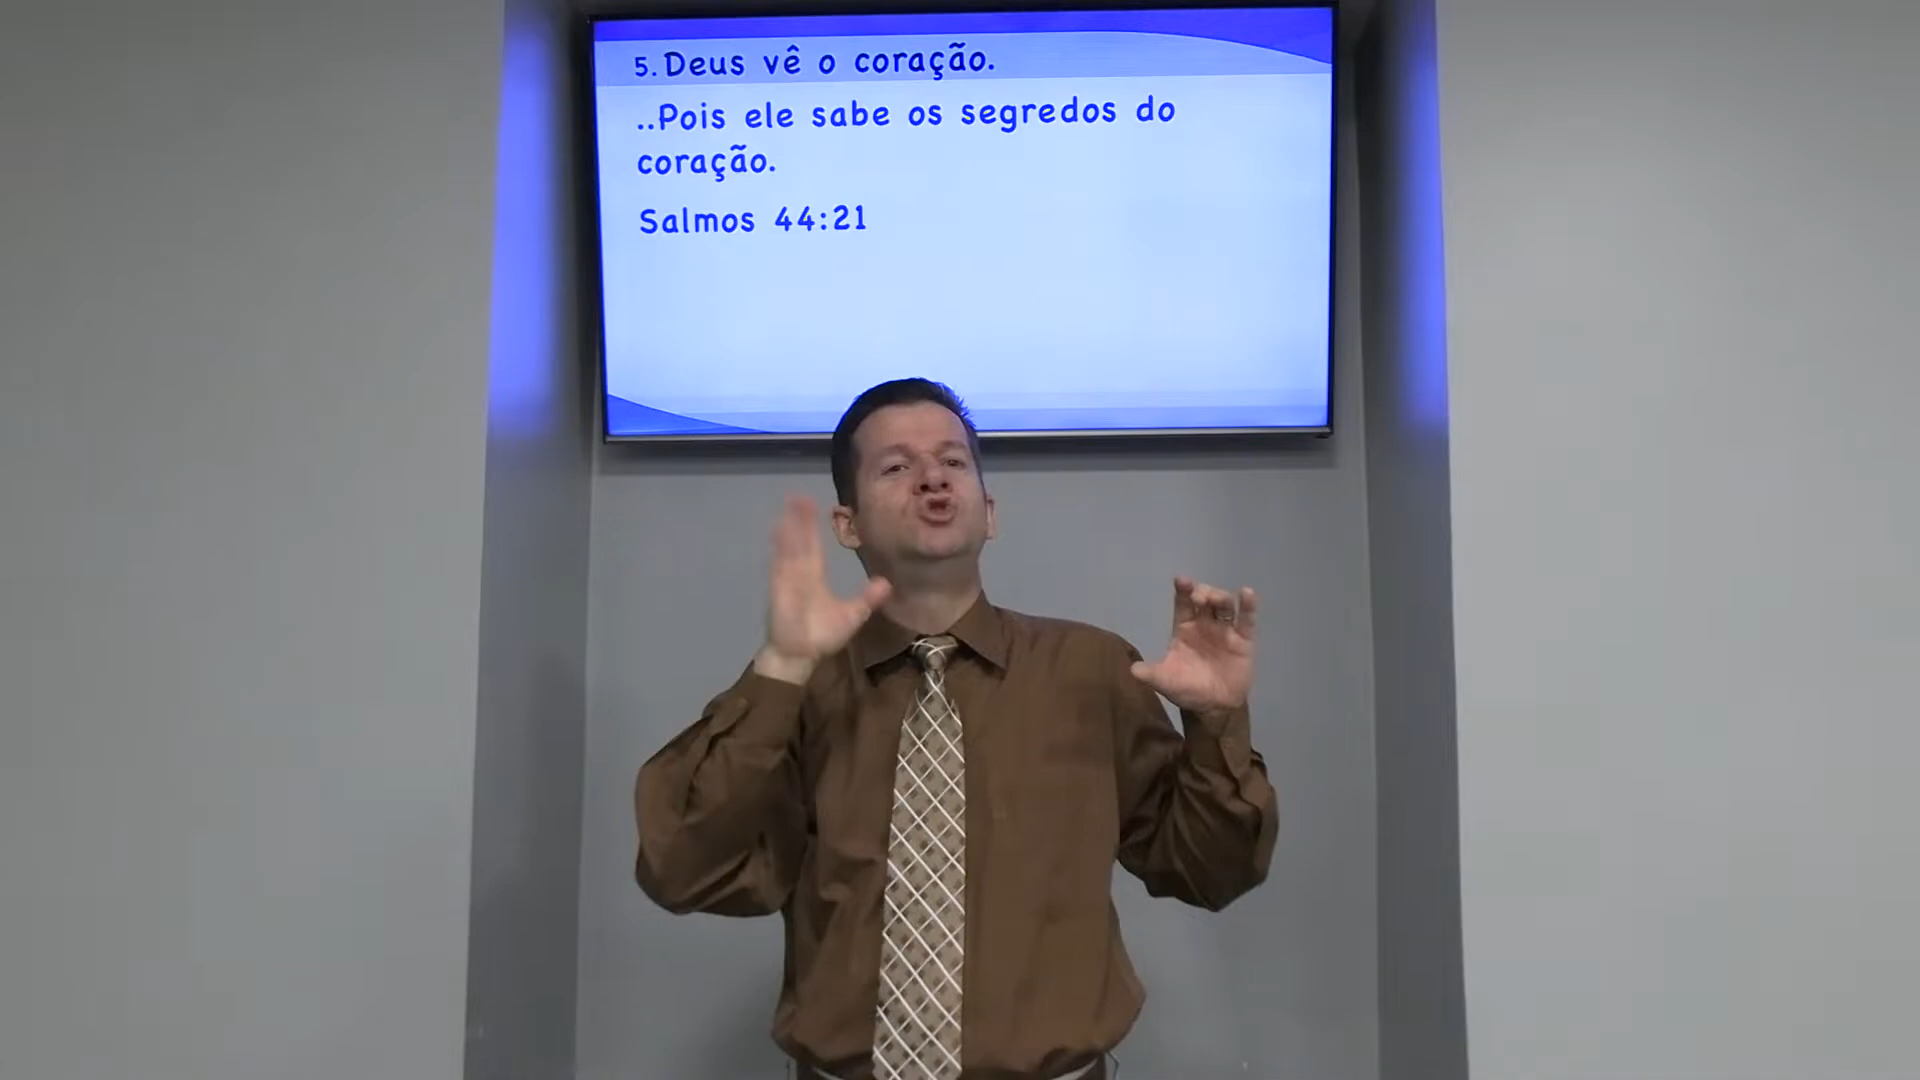 5. Deus vê o coração.
..Pois ele sabe os segredos do
coração.
Salmos 44:21